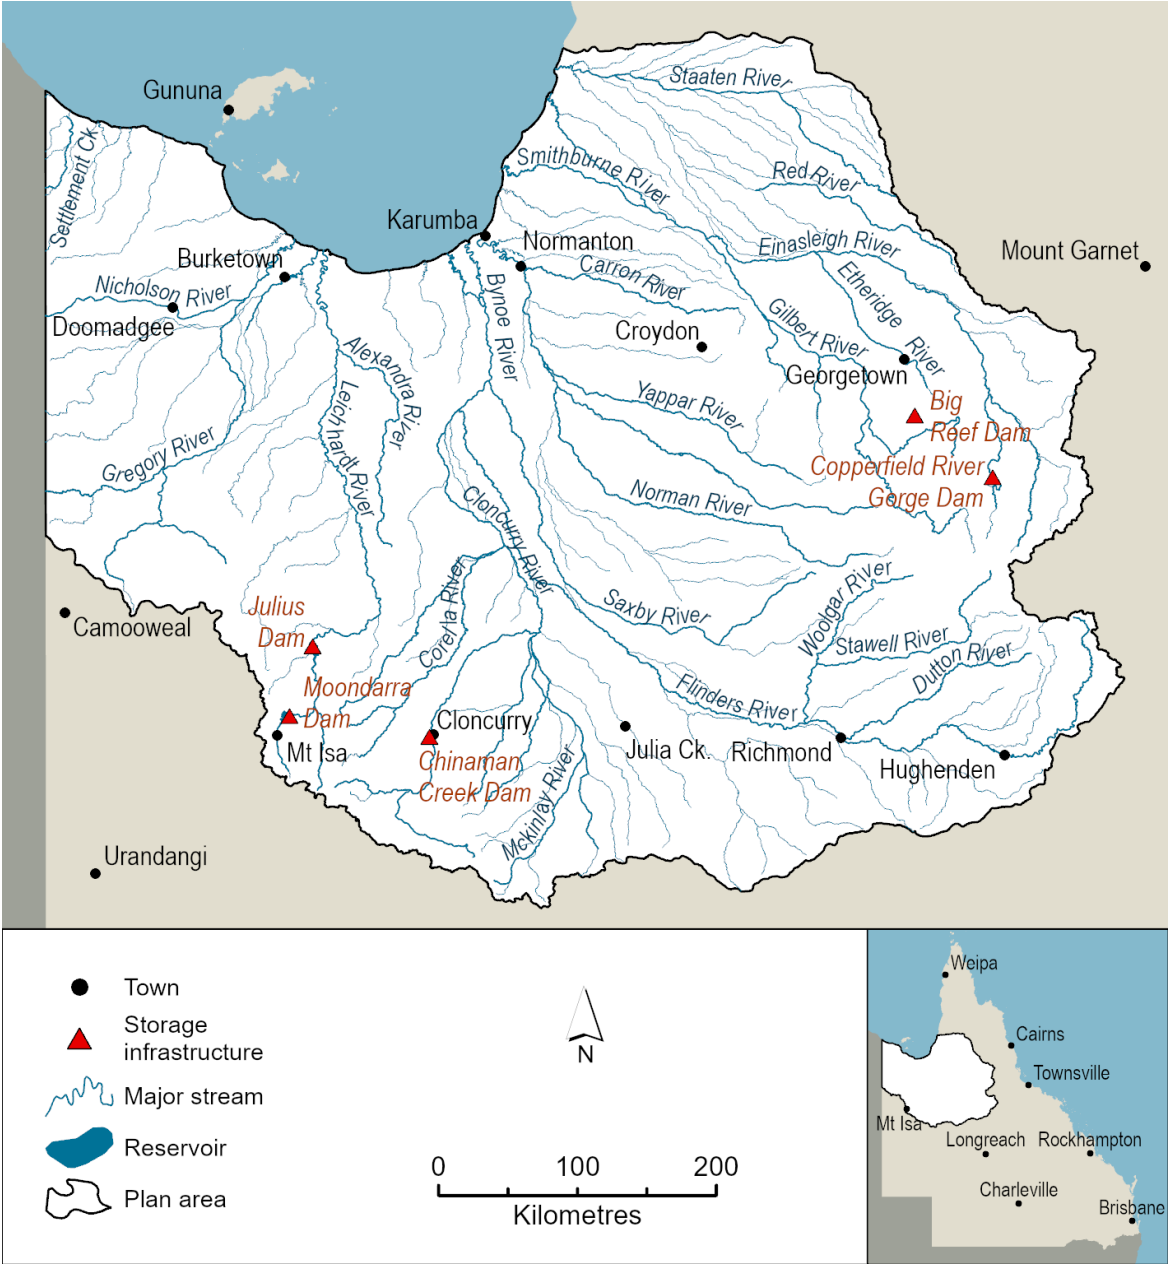 Staaten River
Gununa
Settlement Ck
Smithburne River
Red River
Karumba
Normanton
Einasleigh River
Mount Garnet
Burketown
Carron River
Etheridge
River
Nicholson River
Bynoe River
Doomadgee
Gilbert River
Croydon
Alexandra River
Georgetown
Leichhardt River
Yappar River
Big
Reef Dam
Gregory River
Copperfield River
Gorge Dam
Norman River
Cloncurry River
Corella River
Woolgar River
Julius
Dam
Saxby River
Camooweal
Stawell River
Dutton River
Moondarra
Dam
Flinders River
Cloncurry
Mt Isa
Julia Ck.
Richmond
Hughenden
Chinaman
Creek Dam
Mckinlay River
Urandangi
Town
Storage
infrastructure
Major stream
Reservoir
Plan area
N
0 100 200
Kilometres
Weipa
Cairns
Townsville
Mt Isa
Longreach
Rockhampton
Charleville
Brisbane